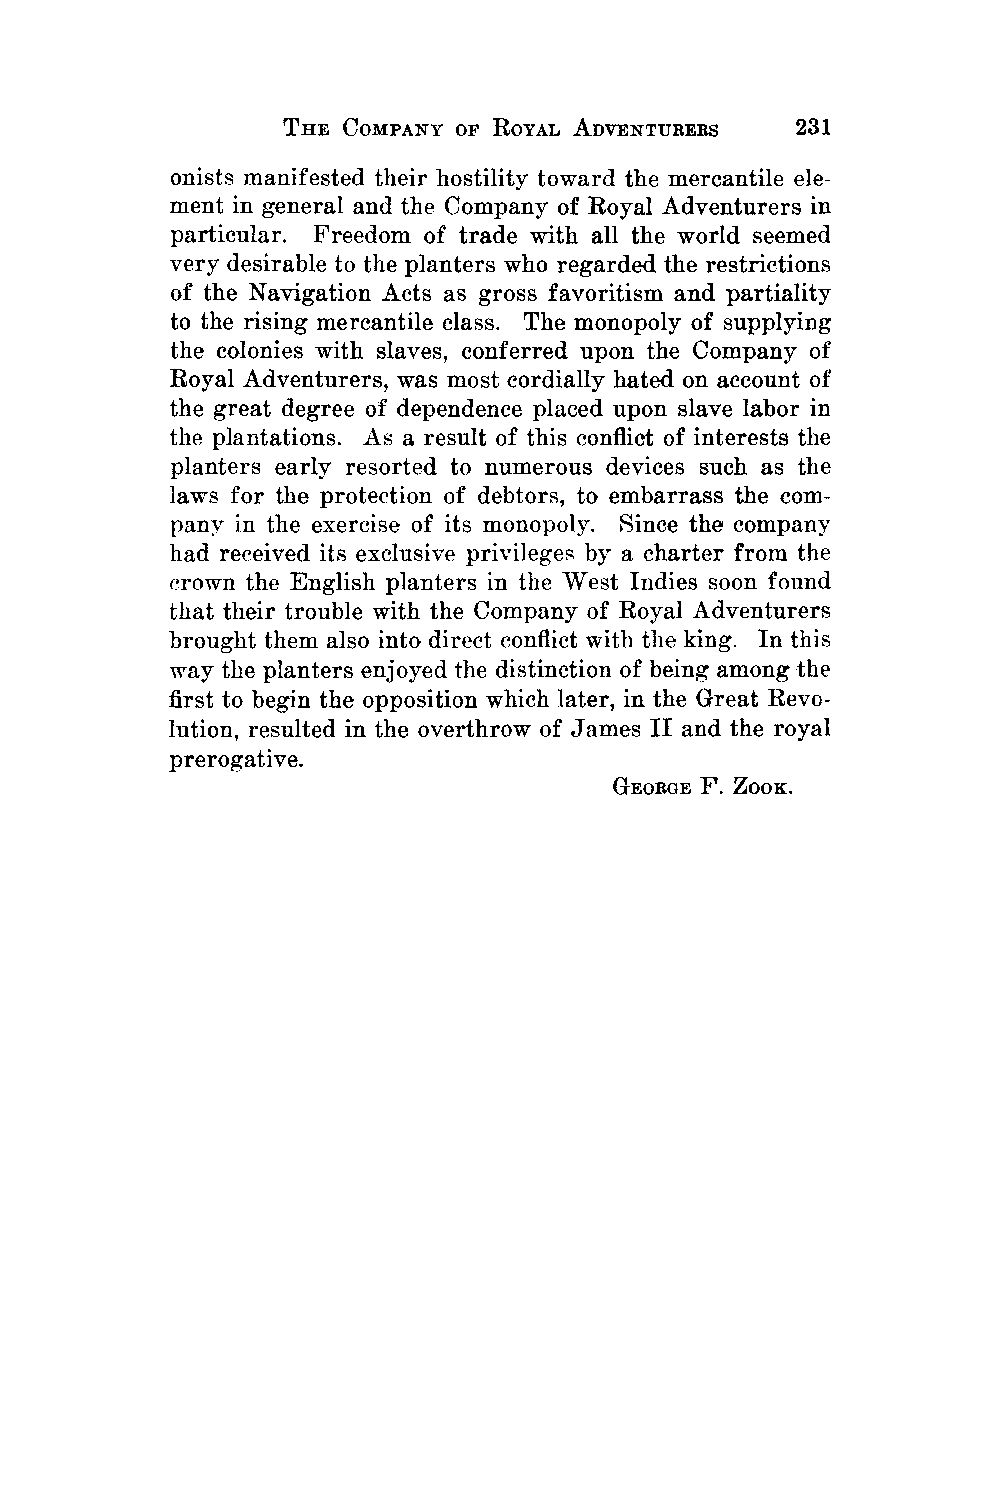 THE COMPANY OF ROYAL ADVENTURERS 231
onists manifested their hostility toward the mercantile ele-
ment in general and the Company of Royal Adventurers in
particular. Freedom of trade with all the world seemed
very desirable to the planters who regarded the restrictions
of the Navigation Acts as gross favoritism and partiality
to the rising mercantile class. The monopoly of supplying
the colonies with slaves, conferred upon the Company of
Royal Adventurers, was most cordially hated on account of
the great degree of dependence placed upon slave labor in
the plantations. As a result of this conflict of interests the
planters early resorted to numerous devices such as the
laws for the protection of debtors, to embarrass the com-
pany in the exercise of its monopoly. Since the company
had received its exclusive privileges by a charter from the
crown the English planters in the West Indies soon found
that their trouble with the Company of Royal Adventurers
brought them also into direct conflict with the king. In this
way the planters enjoyed the distinction of being among the
first to begin the opposition which later, in the Great Revo-
lution, resulted in the overthrow of James II and the royal
prerogative.
GEORGE F. ZOOK.